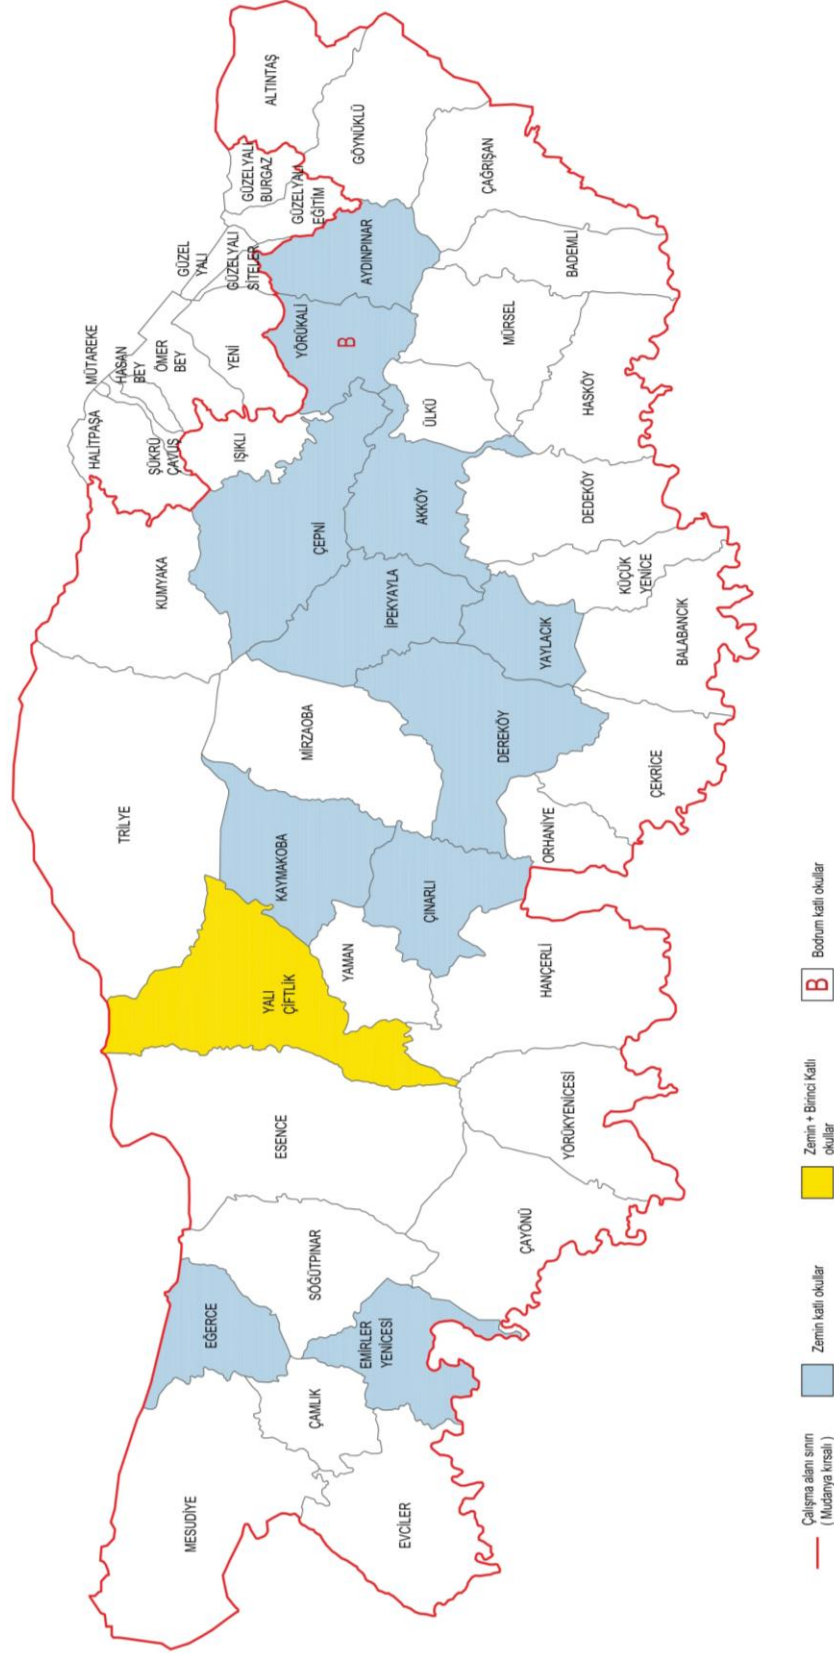 MESUDİYE
EVCİLER
ÇAMLIK
EĞERCE
EMİRLER
YENİCESİ
SÖĞÜTPINAR
ÇAYÖNÜ
ESENCE
YÖRÜKYENİCESİ
YALI
ÇİFTLİK
YAMAN
HANÇERLİ
TRİLYE
KAYMAKOBA
ÇINARLI
ORHANİYE
MİRZAOBA
DEREKÖY
ÇEKRİCE
KUMYAKA
ÇEPNİ
İPEKYAYLA
YAYLACIK
BALABANCIK
KÜÇÜK
YENİCE
AKKÖY
DEDEKÖY
HALİTPAŞA
ŞÜKRÜ
ÇAVUŞ
IŞIKLI
ÜLKÜ
HASKÖY
MÜTAREKE
HASAN
BEY
ÖMER
BEY
YENİ
YÖRÜKALİ
B
MÜRSEL
GÜZEL
YALI
GÜZELYALI
SİTELER
AYDINPINAR
BADEMLİ
GÜZELYALI
BURGAZ
GÜZELYALI
EĞİTİM
ALTINTAŞ
GÖYNÜKLÜ
ÇAĞRIŞAN
Çalışma alanı sınırı
( Mudanya kırsalı )
Zemin katlı okullar
Zemin + Birinci Katlı
okullar
B
Bodrum katlı okullar